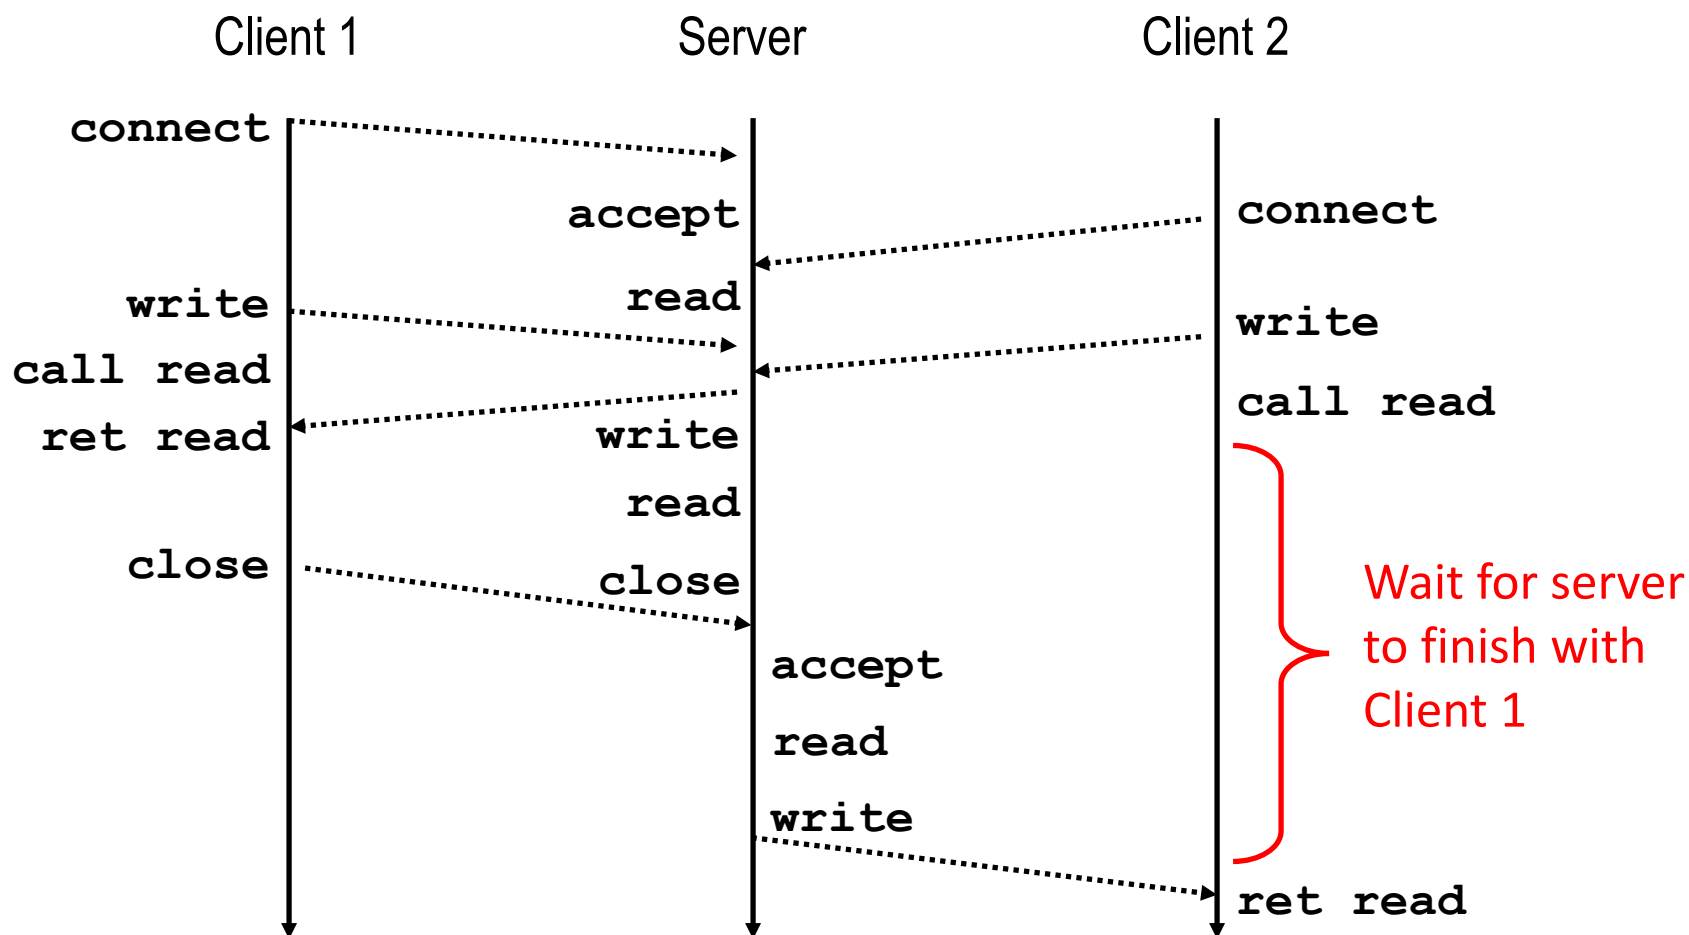 Client 1
Server
Client 2
connect
accept
connect
write
read
write
call read
call read
ret read
write
read
close
close
Wait for server
to finish with
Client 1
accept
read
write
ret read